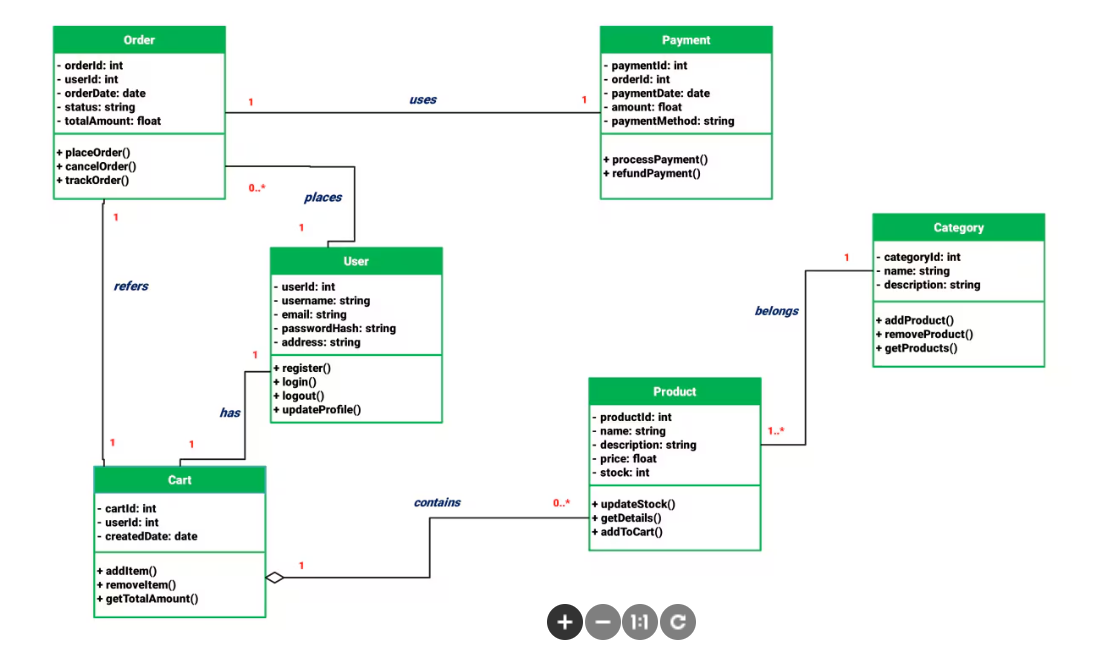 Order
- orderId: int
- userId: int
- orderDate: date
- status: string
- totalAmount: float
+ placeOrder()
+ cancelOrder()
+ trackOrder()
1
uses
1
Payment
- paymentId: int
- orderId: int
- paymentDate: date
- amount: float
- paymentMethod: string
+ processPayment()
+ refundPayment()
0..*
places
1
1
refers
1
User
- userId: int
- username: string
- email: string
- passwordHash: string
- address: string
+ register()
+ login()
+ logout()
+ updateProfile()
1
has
1
Category
- categoryId: int
- name: string
- description: string
+ addProduct()
+ removeProduct()
+ getProducts()
1
belongs
1..*
Product
- productId: int
- name: string
- description: string
- price: float
- stock: int
+ updateStock()
+ getDetails()
+ addToCart()
Cart
- cartId: int
- userId: int
- createdDate: date
+ addItem()
+ removeItem()
+ getTotalAmount()
1
contains
0..*
1:1